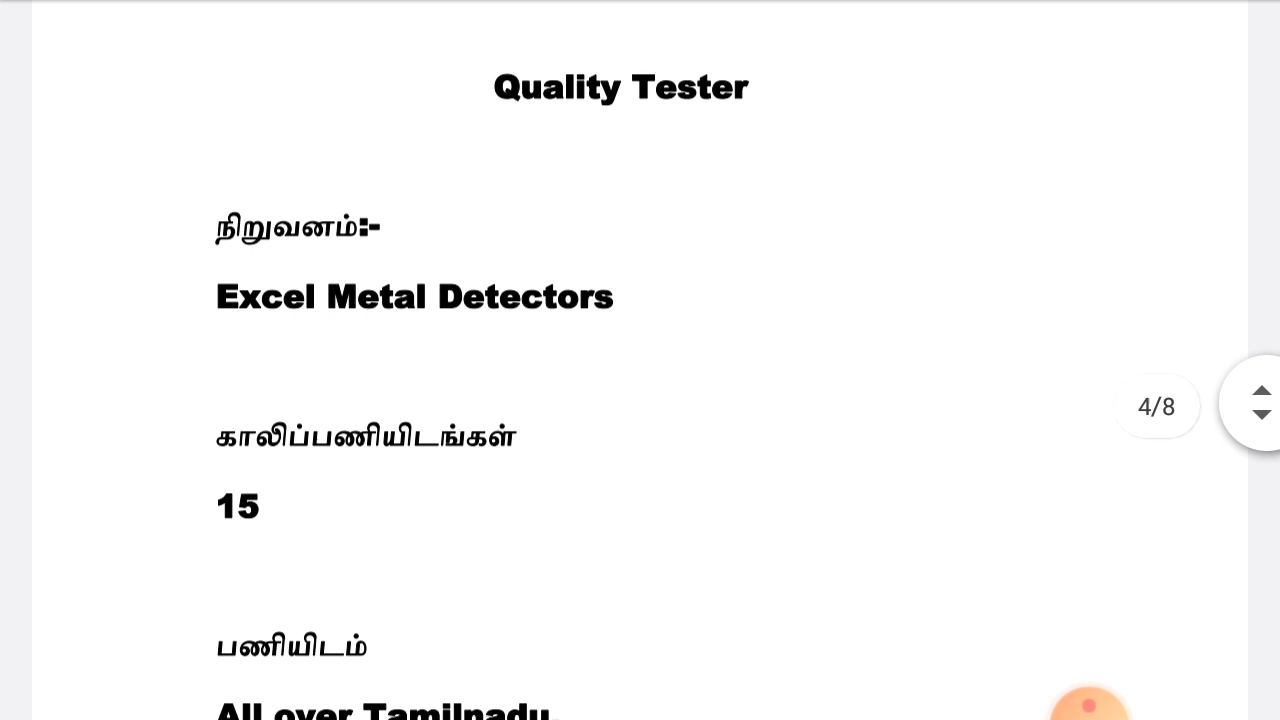 Quality Tester
நிறுவனம்:-
Excel Metal Detectors
காலிப்பணியிடங்கள்
4/8
15
பணியிடம்
All over Tamilnadu.